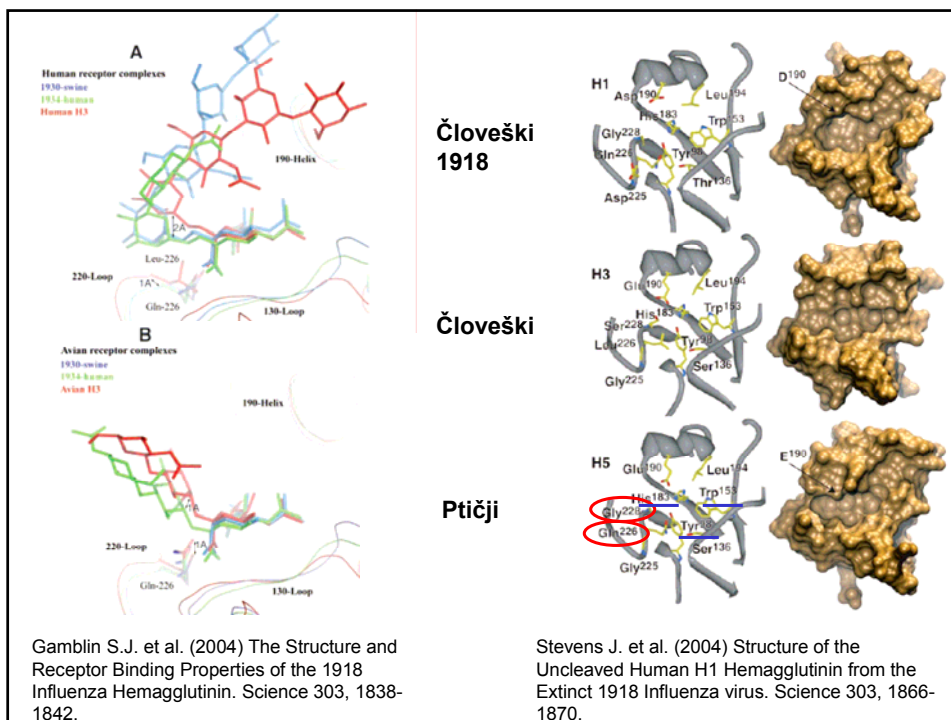 A
Human receptor complexes
1930-swine
1934-human
Human H3
190-Helix
2A
Leu-226
220-Loop
1A
Gln-226
130-Loop
B
Avian receptor complexes
1930-swine
1934-human
Avian H3
190-Helix
1A
220-Loop
1A
Gln-226
130-Loop
Gamblin S.J. et al. (2004) The Structure and
Receptor Binding Properties of the 1918
Influenza Hemagglutinin. Science 303, 1838-
1842.
Človeški
1918
H1
Asp190
Leu194
His183
Trp153
Gly228
Gln226
Tyr98
Thr136
Asp225
D190
Človeški
H3
Glu190
Leu194
His183
Trp153
Ser228
Leu226
Tyr98
Ser136
Gly225
Ptičji
H5
Glu190
Leu194
His183
Trp153
Gly228
Gln226
Tyr98
Ser136
Gly225
E190
Stevens J. et al. (2004) Structure of the
Uncleaved Human H1 Hemagglutinin from the
Extinct 1918 Influenza virus. Science 303, 1866-
1870.